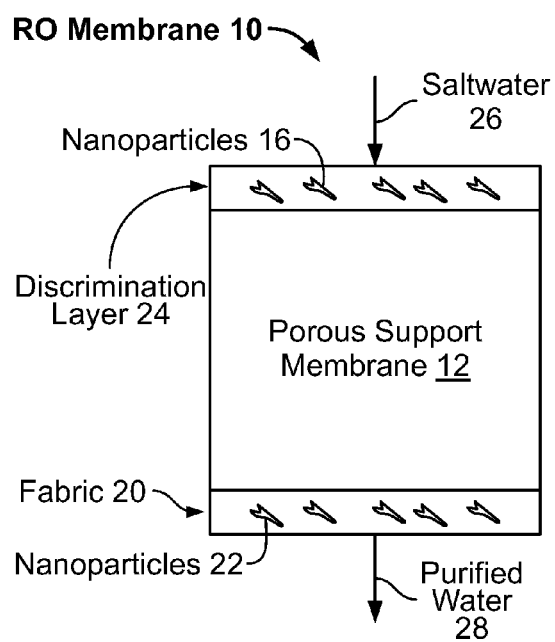 RO Membrane 10
Saltwater
26
Nanoparticles 16
Discrimination
Layer 24
Porous Support
Membrane 12
Fabric 20
Nanoparticles 22
Purified
Water
28